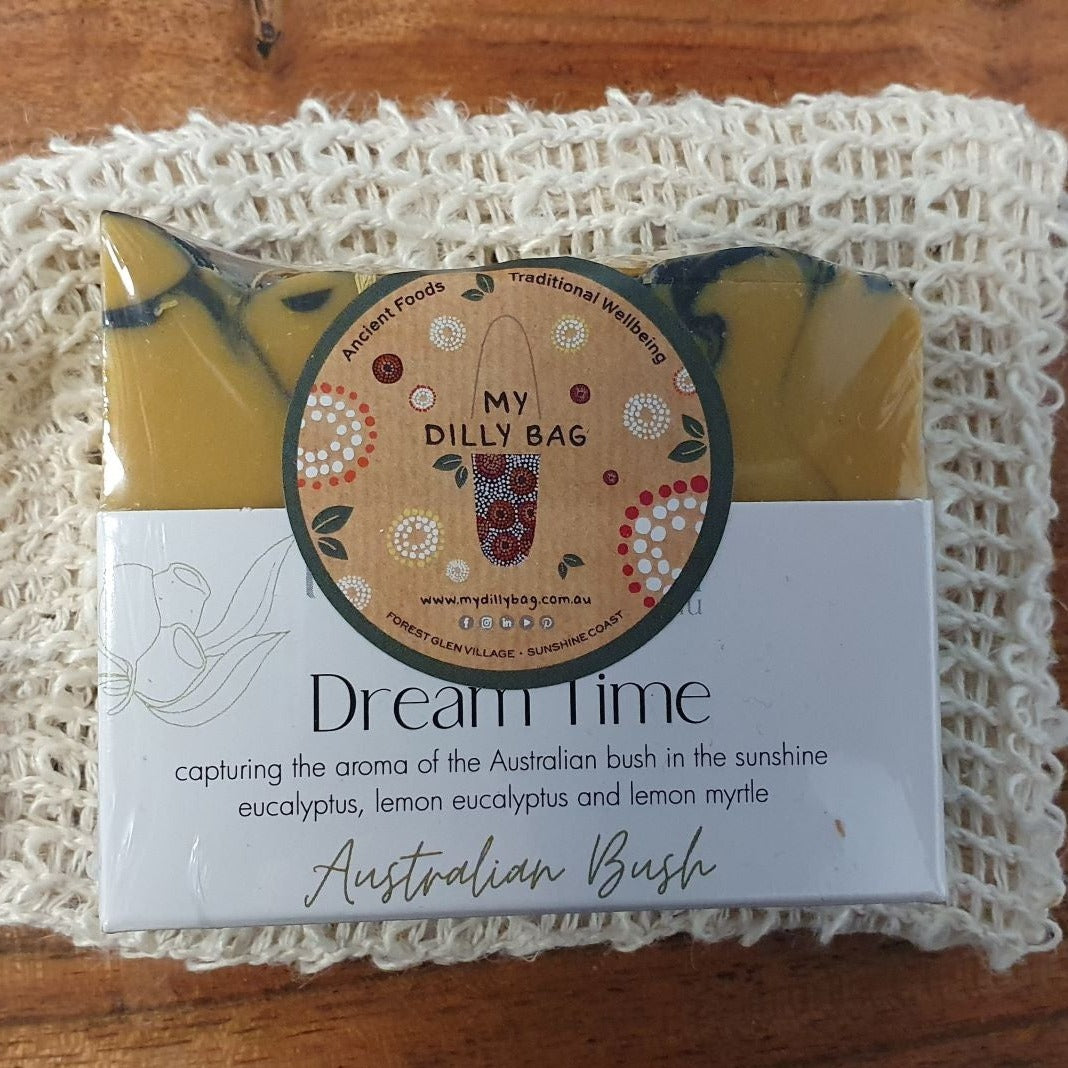 Ancient Foods
Traditional Wellbeing
MY
DILLY BAG
www.mydillybag.com.au
FOREST GLEN VILLAGE • SUNSHINE COAST
Dream Time
capturing the aroma of the Australian bush in the sunshine
eucalyptus, lemon eucalyptus and lemon myrtle
Australian Bush